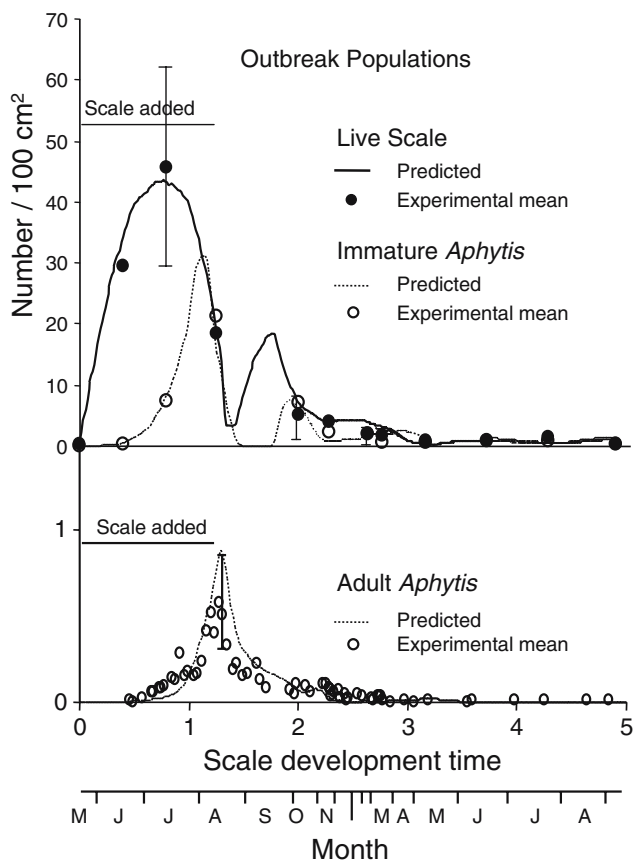 70
60
50
40
30
20
10
0
Number / 100 cm²
Outbreak Populations
Scale added
Live Scale
Predicted
Experimental mean
Immature Aphytis
Predicted
Experimental mean
1
0
Scale added
Adult Aphytis
Predicted
Experimental mean
0 1 2 3 4 5
Scale development time
M J J A S O N M A M J J A
Month